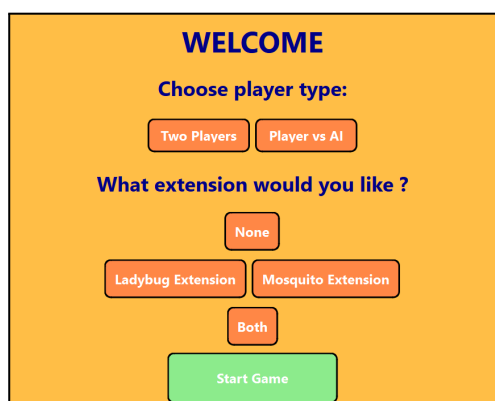 WELCOME
Choose player type:
Two Players Player vs AI
What extension would you like ?
None
Ladybug Extension Mosquito Extension
Both
Start Game